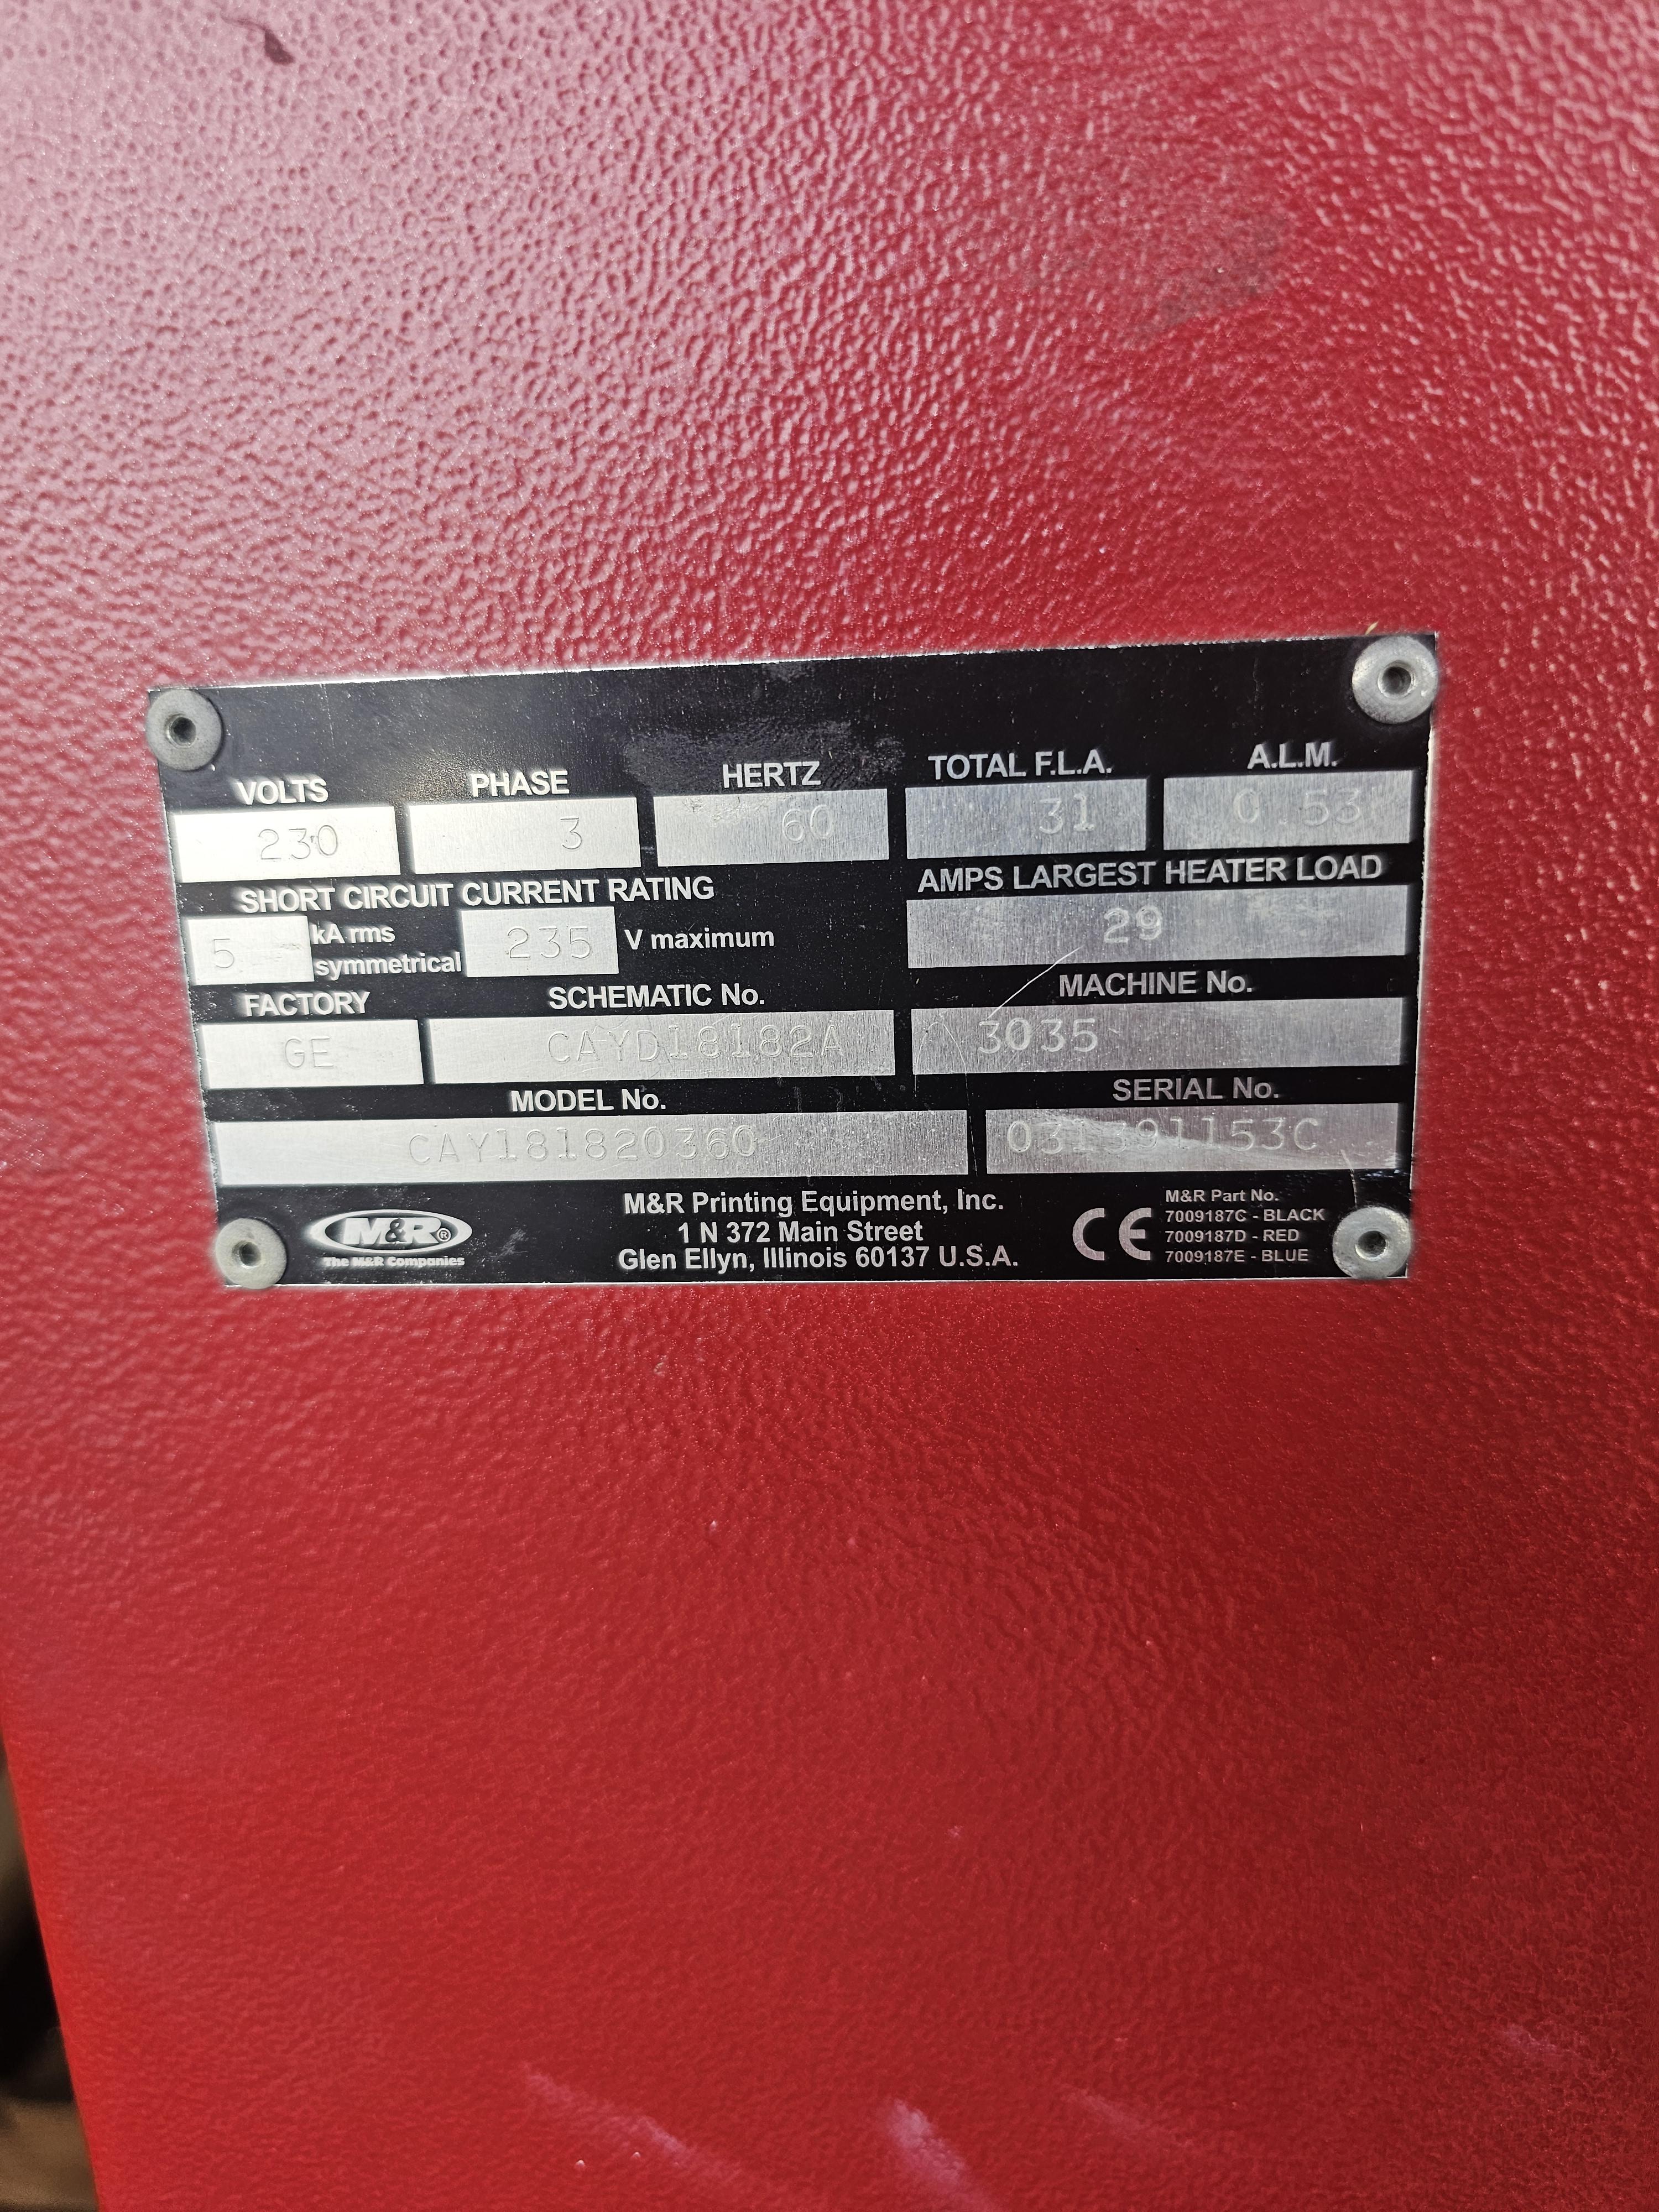 VOLTS PHASE HERTZ TOTAL F.L.A. A.L.M.
230 3 60 31 0 53
SHORT CIRCUIT CURRENT RATING AMPS LARGEST HEATER LOAD
5 kA rms symmetrical 235 V maximum 29
FACTORY SCHEMATIC No. MACHINE No.
GE CAYD18182A 3035
MODEL No. SERIAL No.
CAY181820360 031391153C
M&R®
The M&R Companies
M&R Printing Equipment, Inc.
1 N 372 Main Street
Glen Ellyn, Illinois 60137 U.S.A.
CE
M&R Part No.
7009187C - BLACK
7009187D - RED
7009187E - BLUE